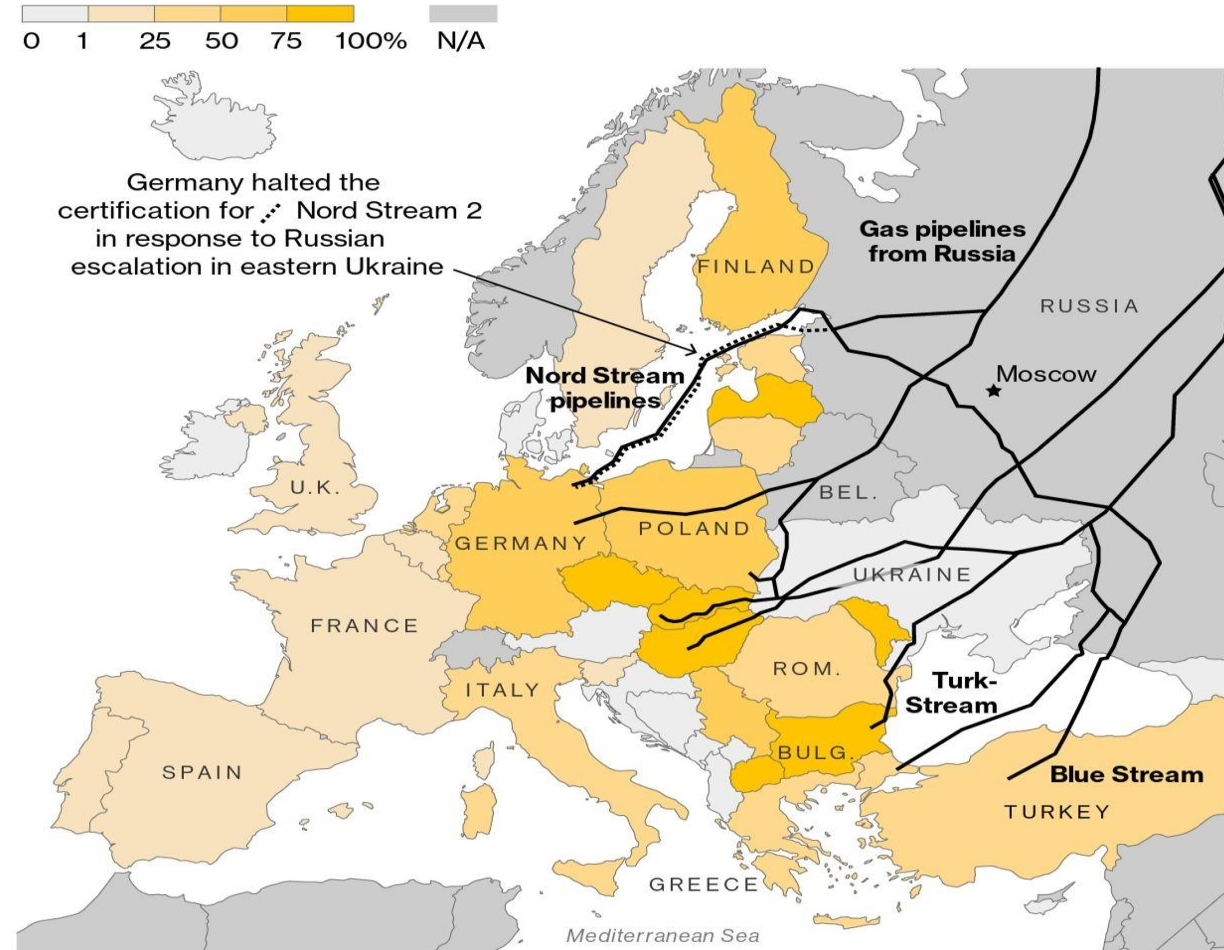 0 1 25 50 75 100% N/A
Germany halted the
certification for Nord Stream 2
in response to Russian
escalation in eastern Ukraine
Gas pipelines
from Russia
FINLAND
RUSSIA
Moscow
Nord Stream
pipelines
U.K.
BEL.
POLAND
GERMANY
UKRAINE
FRANCE
ROM.
ITALY
Turk-
Stream
BULG.
SPAIN
Blue Stream
TURKEY
GREECE
Mediterranean Sea